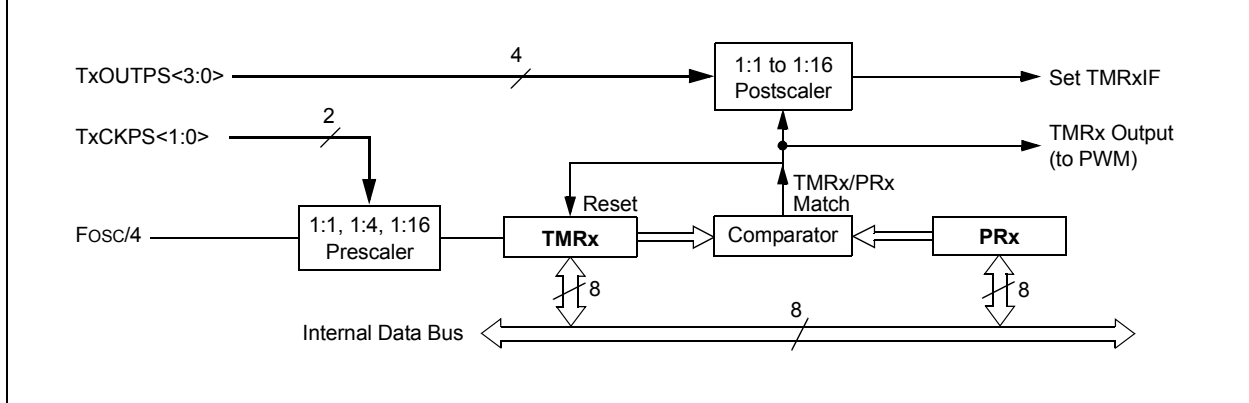 TxOUTPS<3:0>
4
1:1 to 1:16
Postscaler
Set TMRxIF
TxCKPS<1:0>
2
TMRx Output
(to PWM)
TMRx/PRx
Match
Reset
FOSC/4
1:1, 1:4, 1:16
Prescaler
TMRx
Comparator
PRx
8
8
8
Internal Data Bus